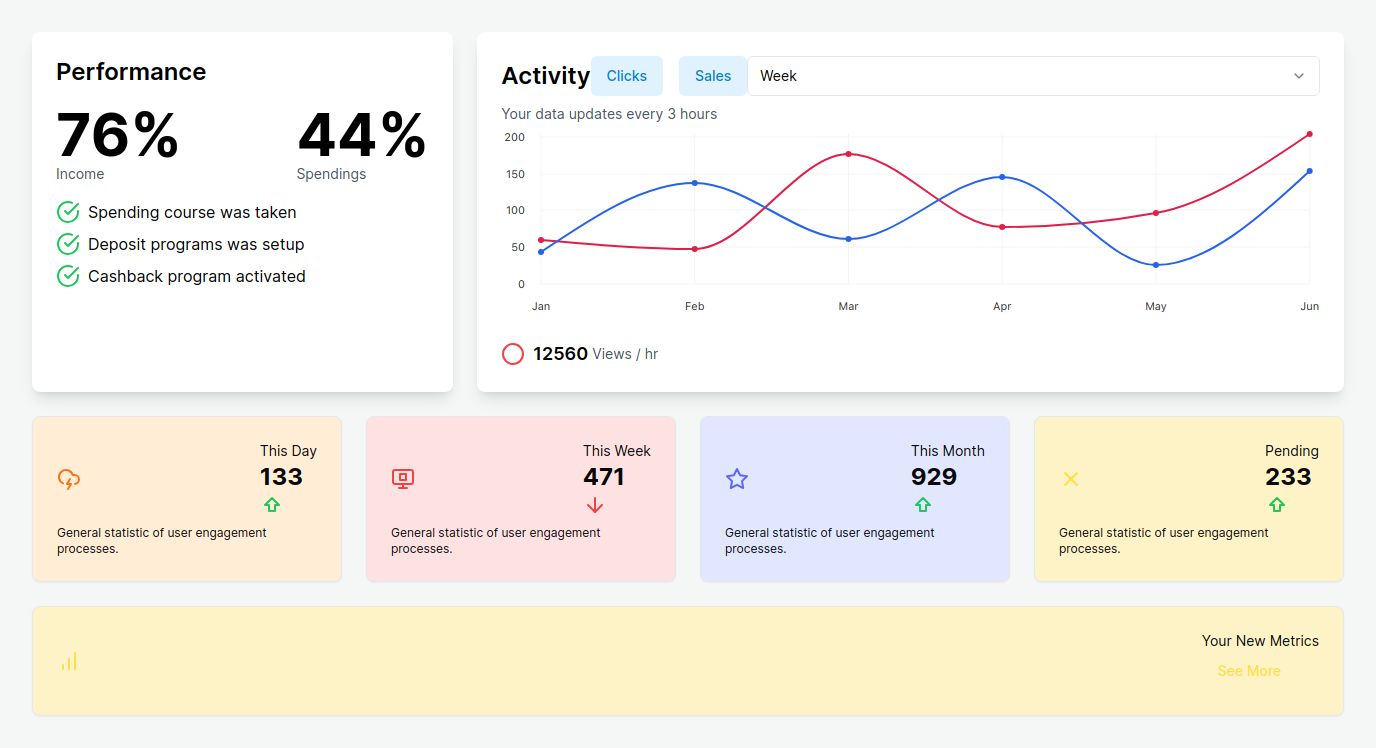 Performance
76% 44%
Income Spendings
Spending course was taken
Deposit programs was setup
Cashback program activated
Activity Clicks Sales Week
Your data updates every 3 hours
200
150
100
50
0
Jan Feb Mar Apr May Jun
12560 Views / hr
This Day
133
General statistic of user engagement
processes.
This Week
471
General statistic of user engagement
processes.
This Month
929
General statistic of user engagement
processes.
Pending
233
General statistic of user engagement
processes.
Your New Metrics
See More